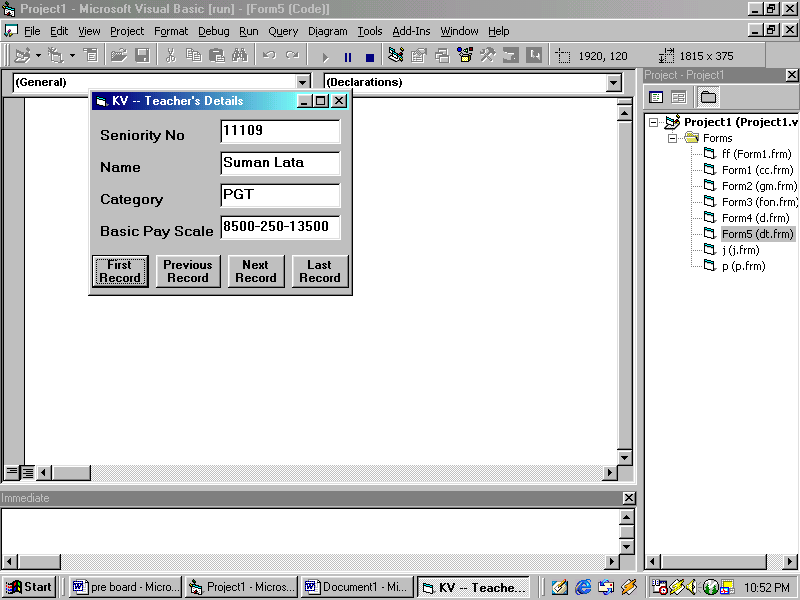 Project1 - Microsoft Visual Basic [run] - [Form5 (Code)]
File Edit View Project Format Debug Run Query Diagram Tools Add-Ins Window Help
1920, 120 1815 x 375
(General) (Declarations)
KV -- Teacher's Details
Seniority No 11109
Name Suman Lata
Category PGT
Basic Pay Scale 8500-250-13500
First Record
Previous Record
Next Record
Last Record
Project - Project1
Project1 (Project1.v
Forms
ff (Form1.frm)
Form1 (cc.frm)
Form2 (gm.frm)
Form3 (fon.frm)
Form4 (d.frm)
Form5 (dt.frm)
j (j.frm)
p (p.frm)
Immediate
Start pre board - Micro... Project1 - Micros... Document1 - Mi... KV -- Teache... 10:52 PM